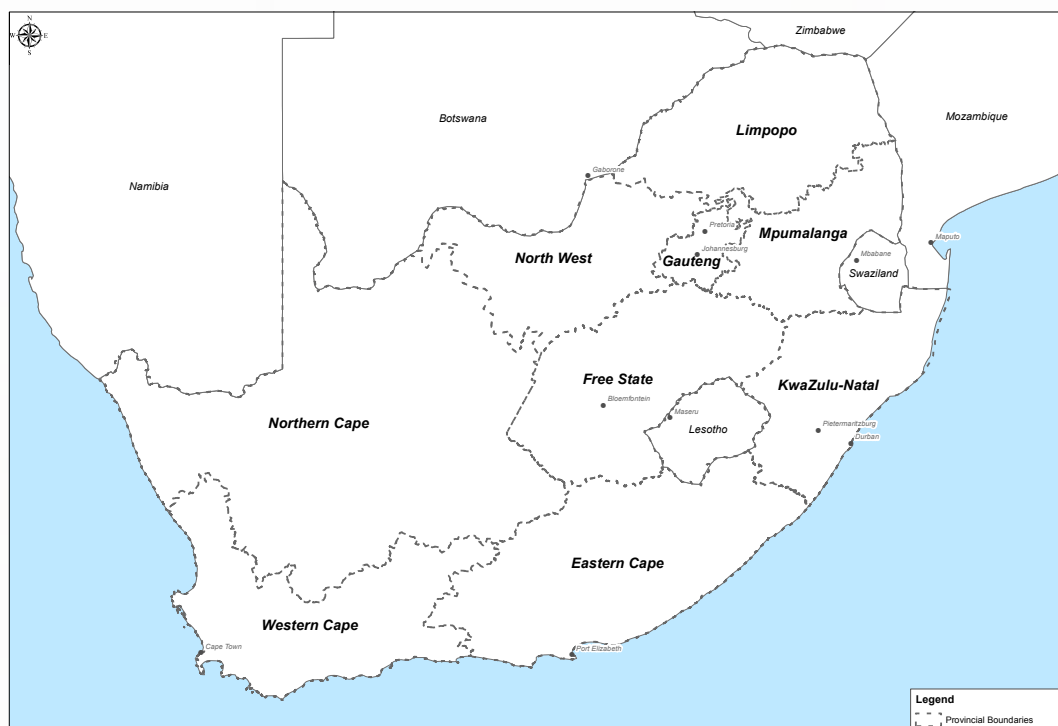 N
W E
S
Zimbabwe
Botswana
Mozambique
Limpopo
Namibia
Gaborone
Pretoria
Mpumalanga
Maputo
North West
Johannesburg
Gauteng
Mbabane
Swaziland
Free State
KwaZulu-Natal
Bloemfontein
Maseru
Northern Cape
Lesotho
Pietermaritzburg
Durban
Eastern Cape
Western Cape
Cape Town
Port Elizabeth
Legend
Provincial Boundaries